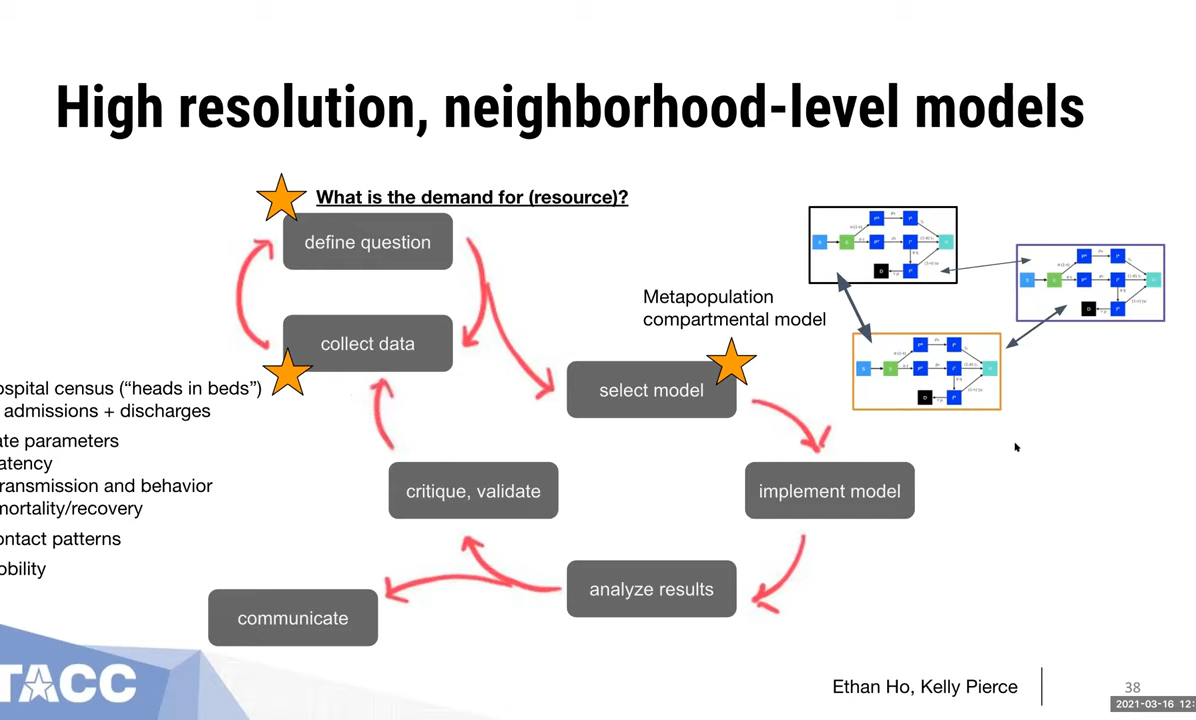 High resolution, neighborhood-level models
What is the demand for (resource)?
define question
collect data
Metapopulation
compartmental model
select model
ospital census (“heads in beds”)
admissions + discharges
ate parameters
atency
ransmission and behavior
mortality/recovery
ontact patterns
obility
critique, validate
implement model
analyze results
communicate
TACC
Ethan Ho, Kelly Pierce
38
2021-03-16 12: